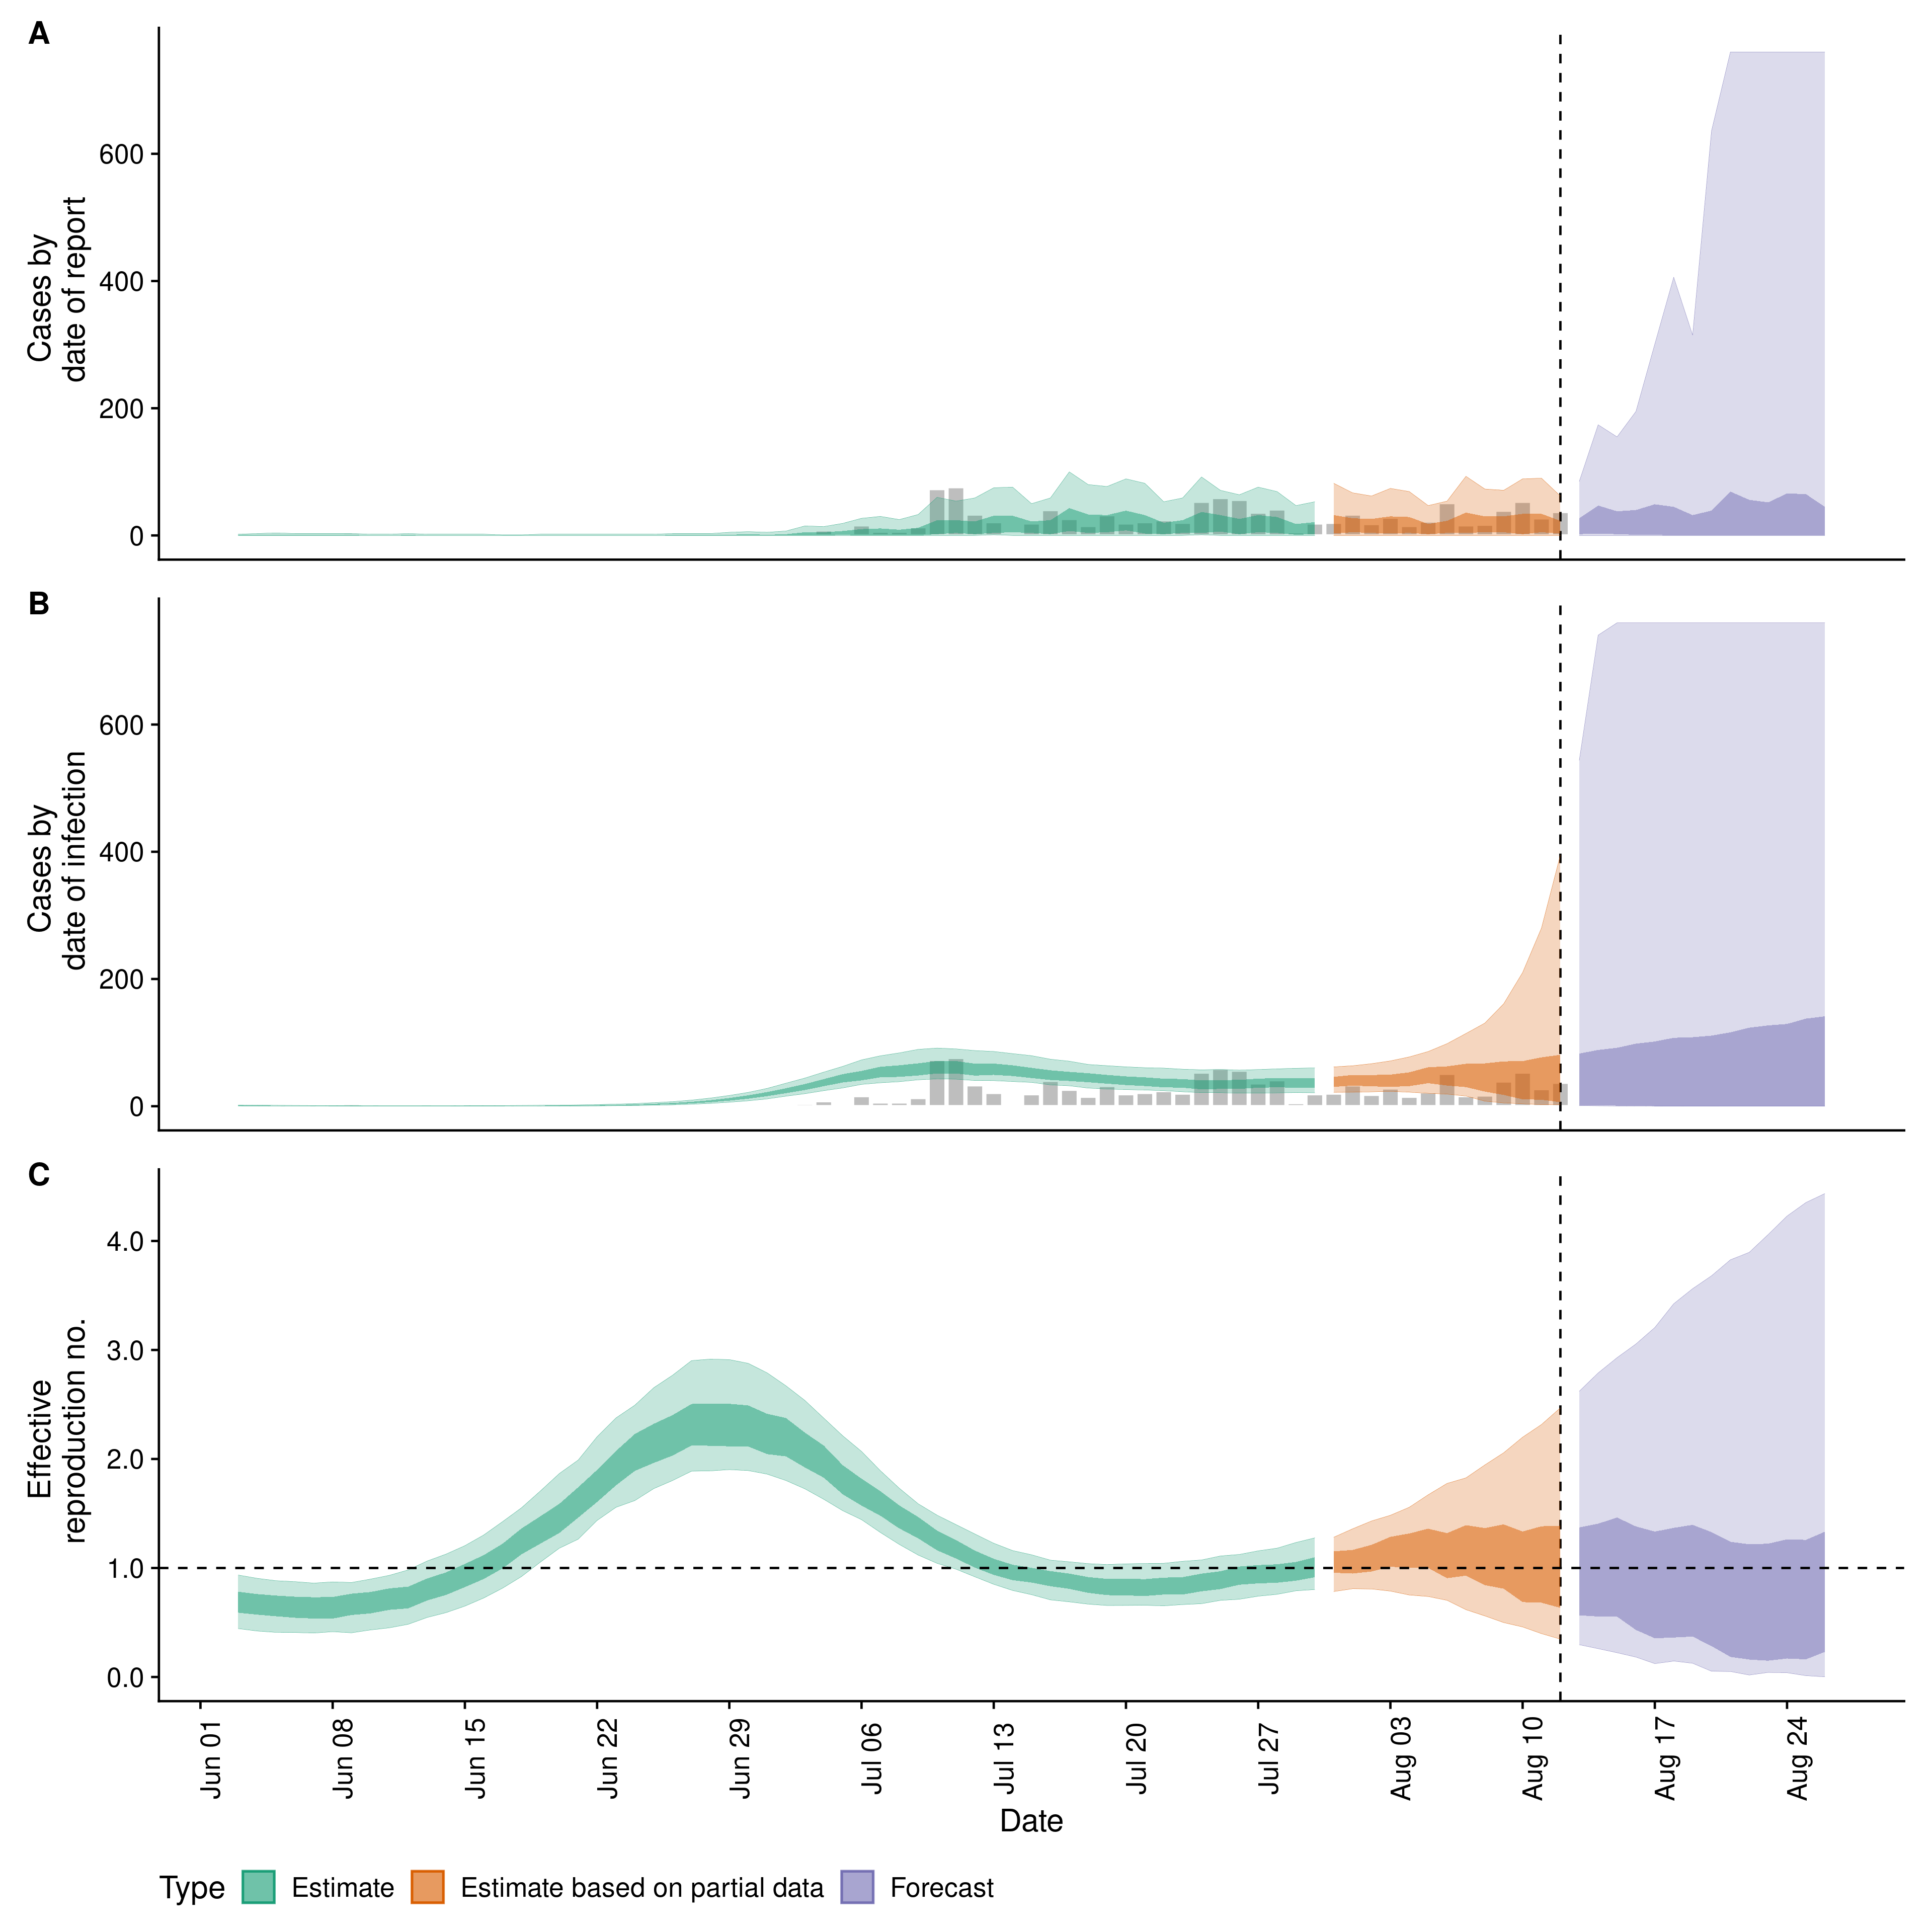 A
Cases by
date of report
600
400
200
0
B
Cases by
date of infection
600
400
200
0
C
Effective
reproduction no.
4.0
3.0
2.0
1.0
0.0
Jun 01
Jun 08
Jun 15
Jun 22
Jun 29
Jul 06
Jul 13
Jul 20
Jul 27
Aug 03
Aug 10
Aug 17
Aug 24
Date
Type Estimate Estimate based on partial data Forecast